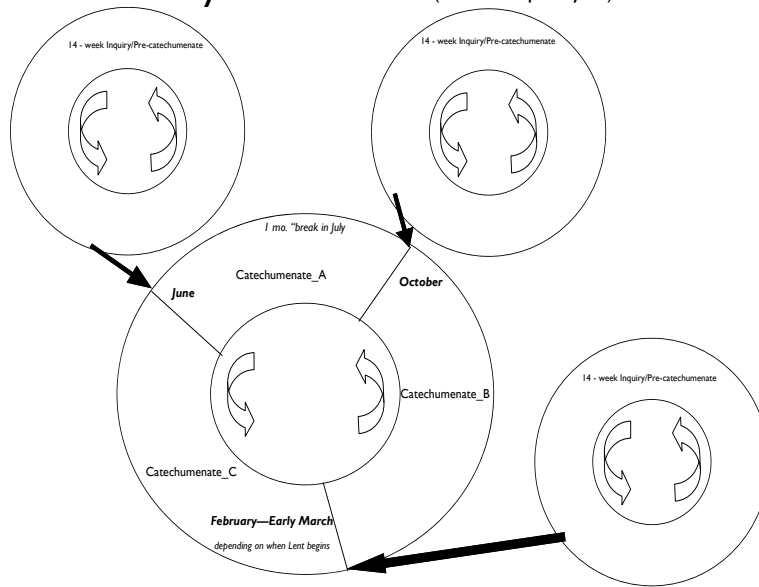 14 - week Inquiry/Pre-catechumenate
14 - week Inquiry/Pre-catechumenate
1 mo. "break in July
Catechumenate_A
June
October
14 - week Inquiry/Pre-catechumenate
Catechumenate_B
Catechumenate_C
February—Early March
depending on when Lent begins